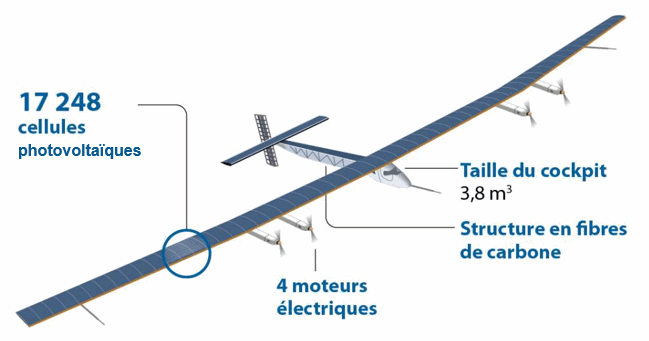 17 248
cellules
photovoltaïques
Taille du cockpit
3,8 m³
Structure en fibres
de carbone
4 moteurs
électriques